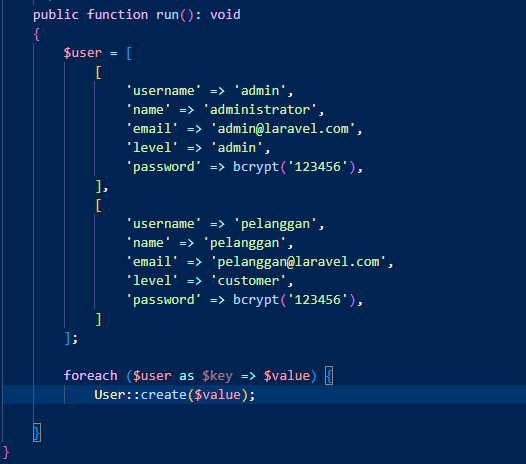 public function run(): void
{
$user = [
[
'username' => 'admin',
'name' => 'administrator',
'email' => 'admin@laravel.com',
'level' => 'admin',
'password' => bcrypt('123456'),
],
[
'username' => 'pelanggan',
'name' => 'pelanggan',
'email' => 'pelanggan@laravel.com',
'level' => 'customer',
'password' => bcrypt('123456'),
]
];
foreach ($user as $key => $value) {
User::create($value);
}
}